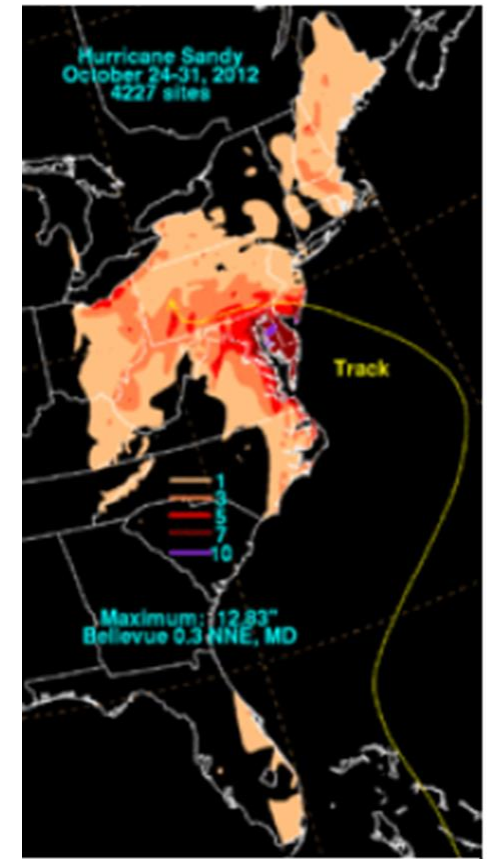 Hurricane Sandy
October 24-31, 2012
4227 sites
Track
1
3
5
7
10
Maximum: 12.83"
Bellevue 0.3 NNE, MD